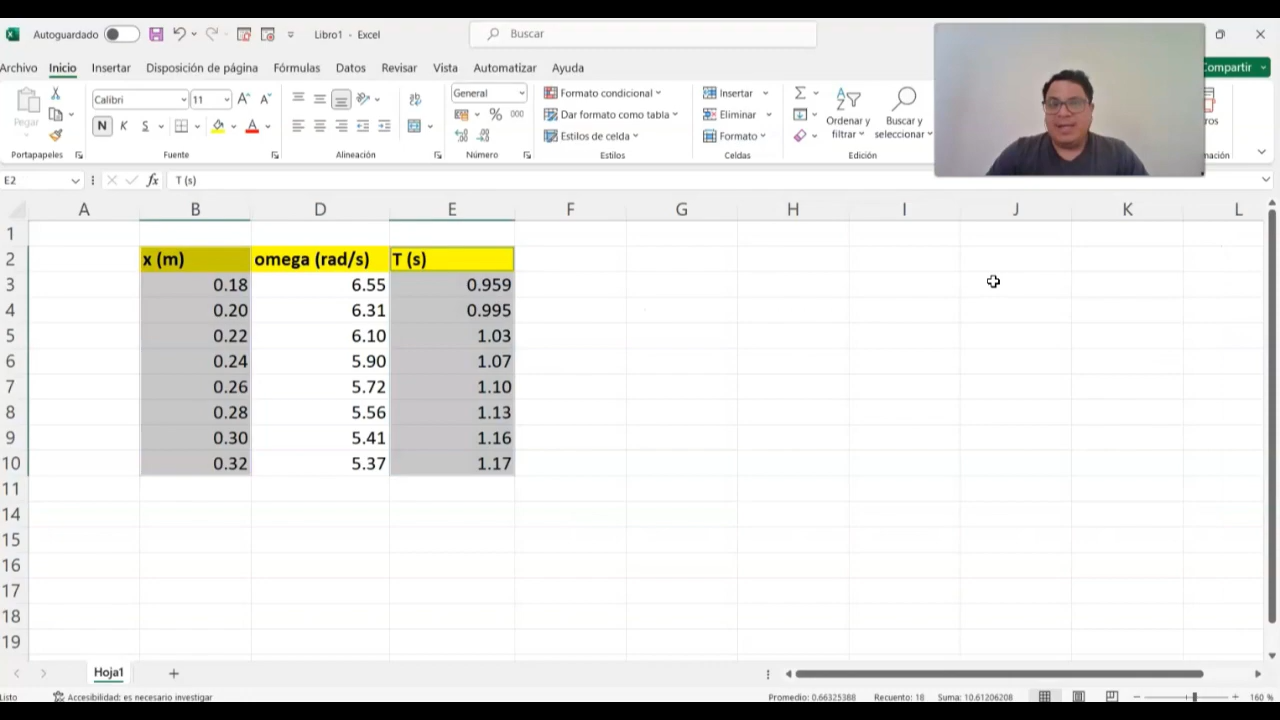 Autoguardado Libro1 - Excel Buscar
Archivo Inicio Insertar Disposición de página Fórmulas Datos Revisar Vista Automatizar Ayuda Compartir
Pegar Calibri 11 General Formato condicional Insertar
N K S % 000 Dar formato como tabla Eliminar Ordenar y filtrar Buscar y seleccionar
Estilos de celda Formato
Portapapeles Fuente Alineación Número Estilos Celdas Edición
E2 fx T (s)
A B D E F G H I J K L
1
2 x (m) omega (rad/s) T (s)
3 0.18 6.55 0.959
4 0.20 6.31 0.995
5 0.22 6.10 1.03
6 0.24 5.90 1.07
7 0.26 5.72 1.10
8 0.28 5.56 1.13
9 0.30 5.41 1.16
10 0.32 5.37 1.17
11
14
15
16
17
18
19
Hoja1
Listo Accesibilidad: es necesario investigar Promedio: 0.66325388 Recuento: 18 Suma: 10.61206208 160 %